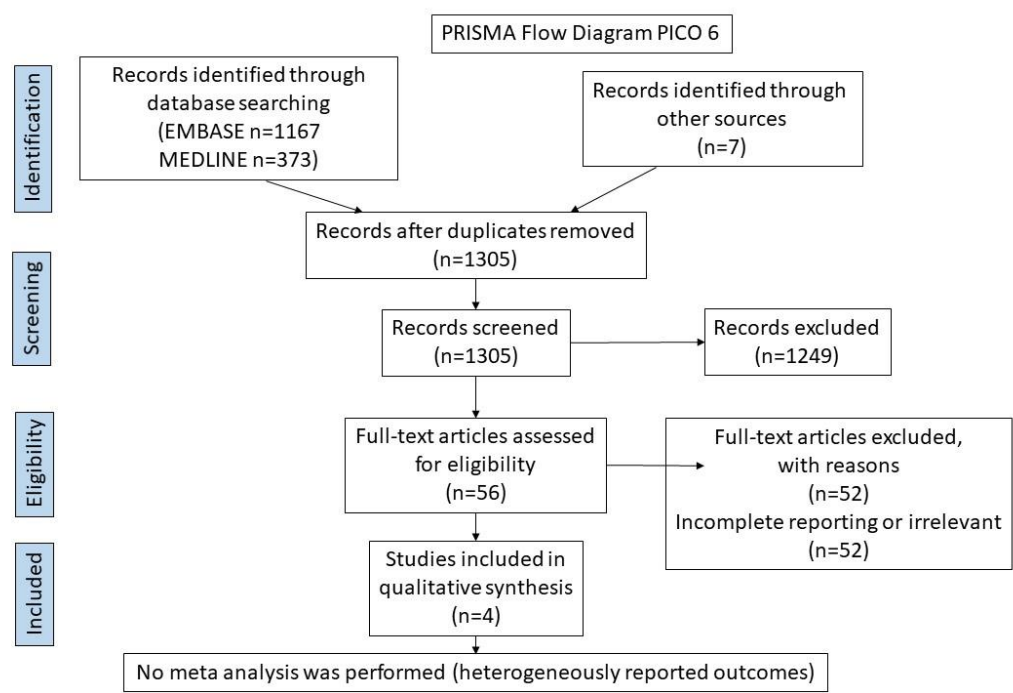 PRISMA Flow Diagram PICO 6
Identification
Records identified through
database searching
(EMBASE n=1167
MEDLINE n=373)
Records identified through
other sources
(n=7)
Records after duplicates removed
(n=1305)
Screening
Records screened
(n=1305)
Records excluded
(n=1249)
Eligibility
Full-text articles assessed
for eligibility
(n=56)
Full-text articles excluded,
with reasons
(n=52)
Incomplete reporting or irrelevant
(n=52)
Included
Studies included in
qualitative synthesis
(n=4)
No meta analysis was performed (heterogeneously reported outcomes)